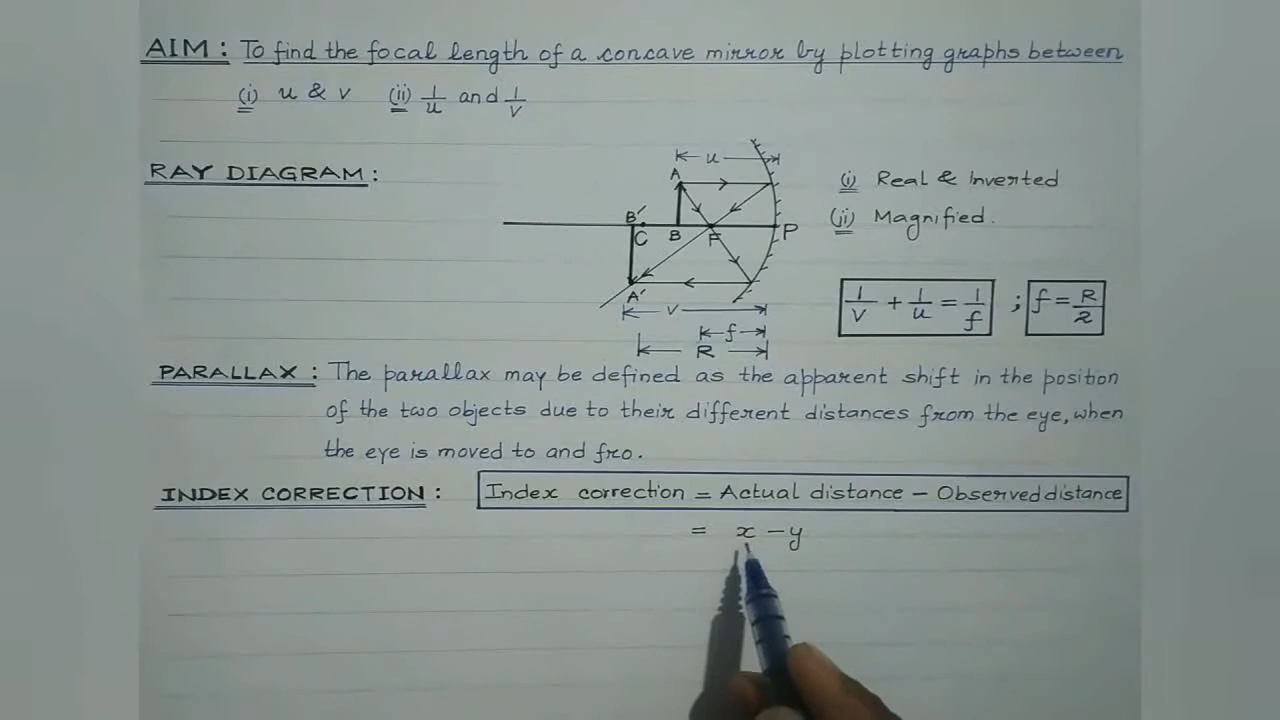 AIM : To find the focal length of a concave mirror by plotting graphs between
(i) u & v (ii) 1/u and 1/v
RAY DIAGRAM :
u
A
B' C B F P
A'
v
f
R
(i) Real & Inverted
(ii) Magnified.
1/v + 1/u = 1/f ; f = R/2
PARALLAX : The parallax may be defined as the apparent shift in the position
of the two objects due to their different distances from the eye, when
the eye is moved to and fro.
INDEX CORRECTION : Index correction = Actual distance - Observed distance
= x - y